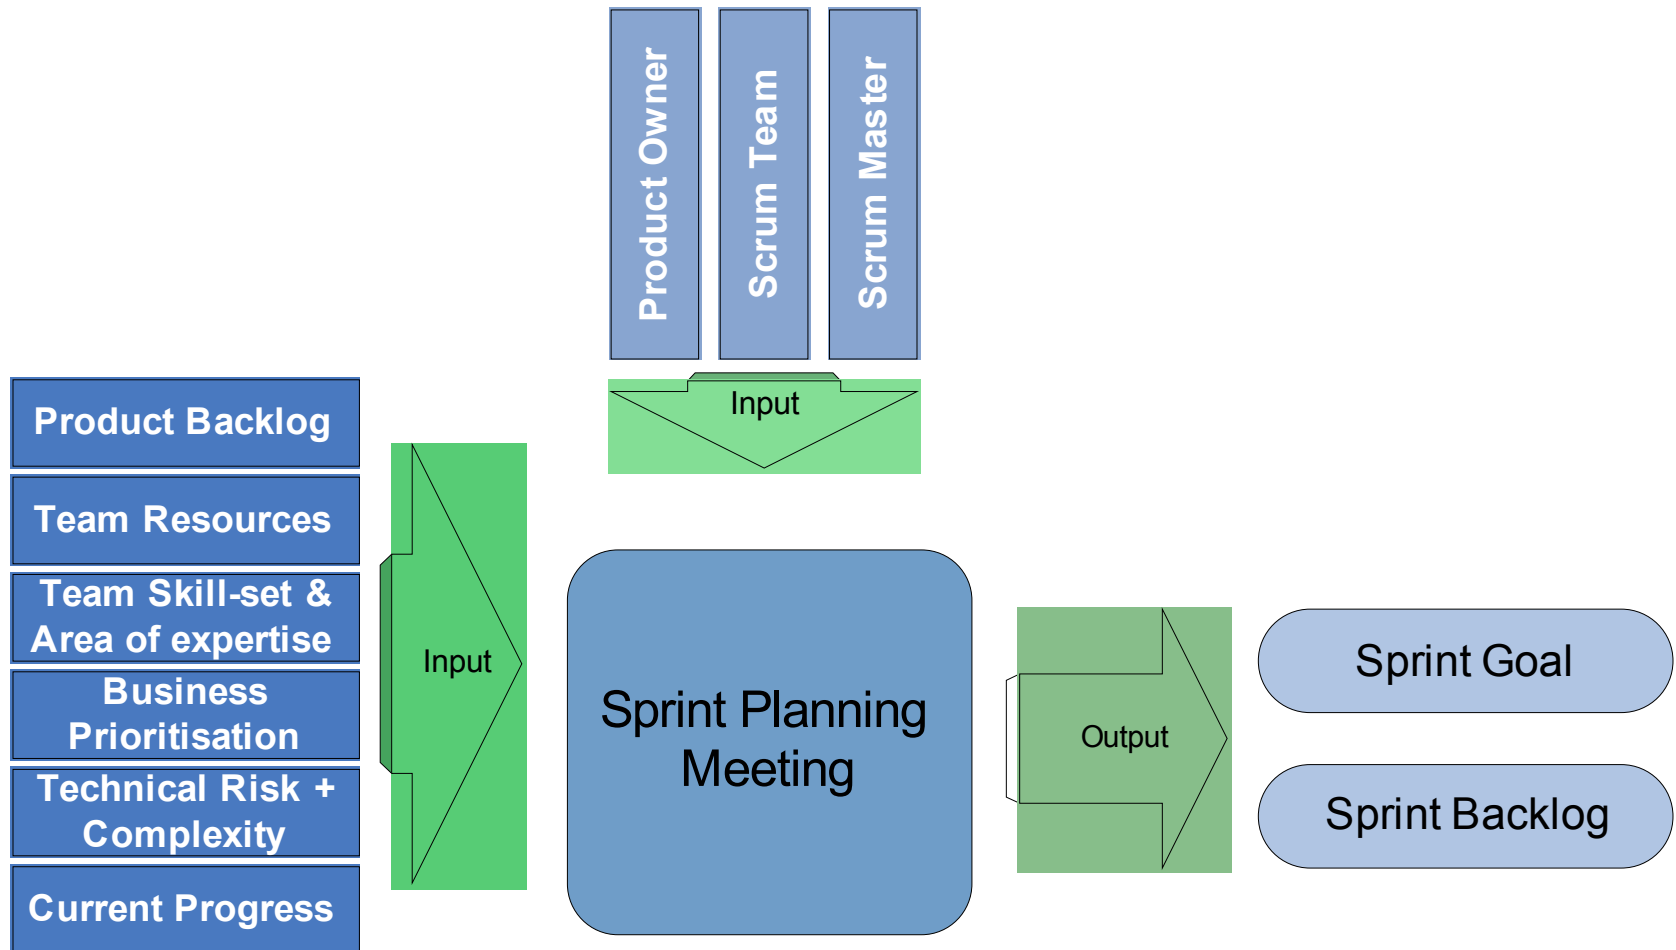 Product Owner
Scrum Team
Scrum Master
Input
Product Backlog
Team Resources
Team Skill-set &
Area of expertise
Business
Prioritisation
Technical Risk +
Complexity
Current Progress
Input
Sprint Planning
Meeting
Output
Sprint Goal
Sprint Backlog